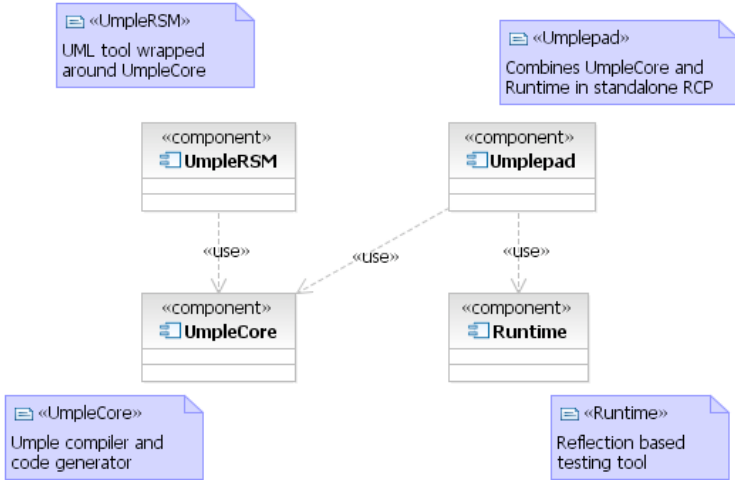 «UmpleRSM»
UML tool wrapped
around UmpleCore
«Umplepad»
Combines UmpleCore and
Runtime in standalone RCP
«component»
UmpleRSM
«component»
Umplepad
«use»
«use»
«use»
«component»
UmpleCore
«component»
Runtime
«UmpleCore»
Umple compiler and
code generator
«Runtime»
Reflection based
testing tool